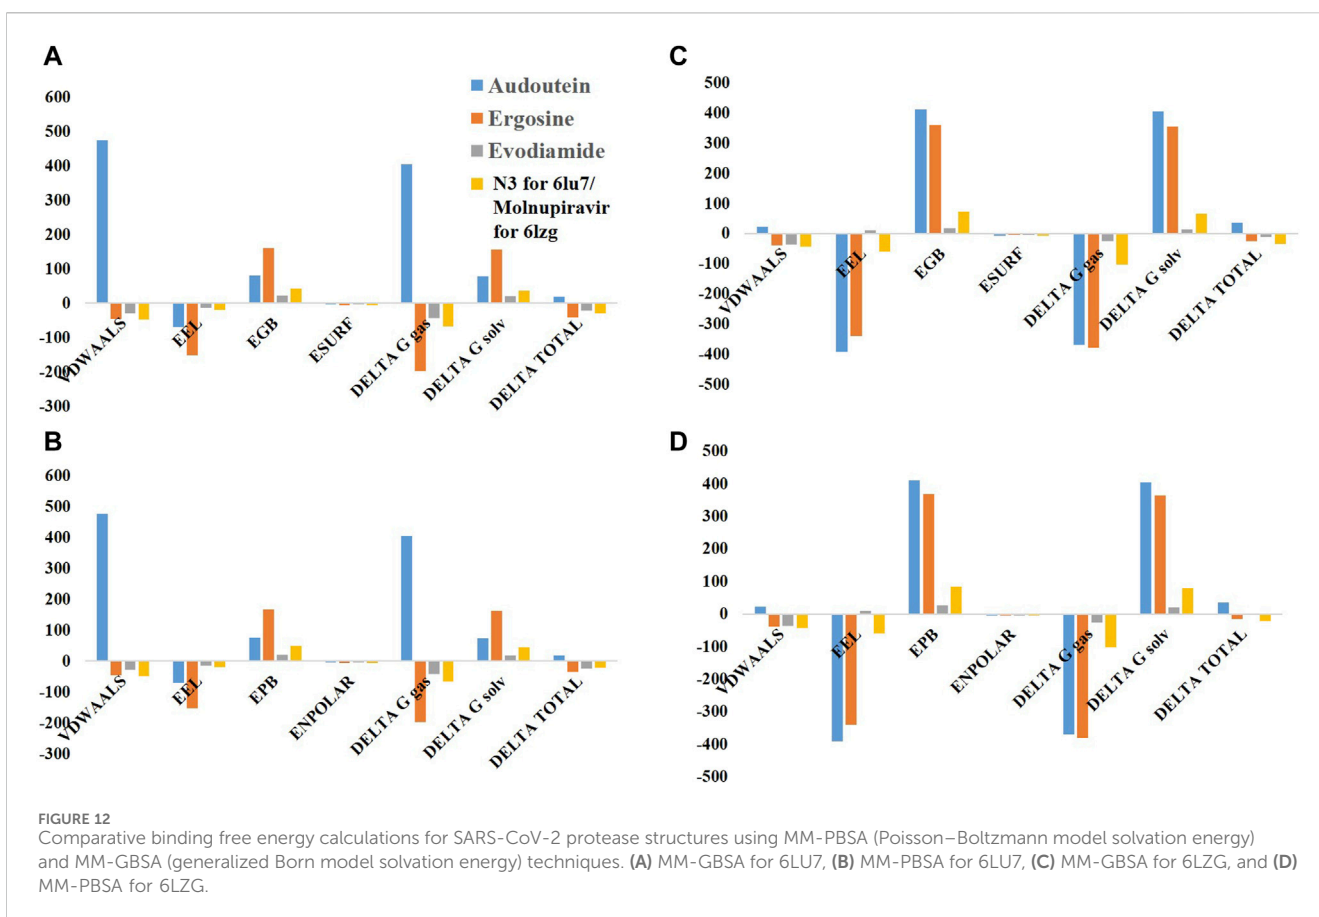 A
600
500
400
300
200
100
0
-100
-200
-300
VDWAALS
EEL
EGB
ESURF
DELTA G gas
DELTA G solv
DELTA TOTAL
Audoutein
Ergosine
Evodiamide
N3 for 6lu7/
Molnupiravir
for 6lzg
C
500
400
300
200
100
0
-100
-200
-300
-400
-500
VDWAALS
EEL
EGB
ESURF
DELTA G gas
DELTA G solv
DELTA TOTAL
B
600
500
400
300
200
100
0
-100
-200
-300
VDWAALS
EEL
EPB
ENPOLAR
DELTA G gas
DELTA G solv
DELTA TOTAL
D
500
400
300
200
100
0
-100
-200
-300
-400
-500
VDWAALS
EEL
EPB
ENPOLAR
DELTA G gas
DELTA G solv
DELTA TOTAL
FIGURE 12
Comparative binding free energy calculations for SARS-CoV-2 protease structures using MM-PBSA (Poisson–Boltzmann model solvation energy)
and MM-GBSA (generalized Born model solvation energy) techniques. (A) MM-GBSA for 6LU7, (B) MM-PBSA for 6LU7, (C) MM-GBSA for 6LZG, and (D)
MM-PBSA for 6LZG.